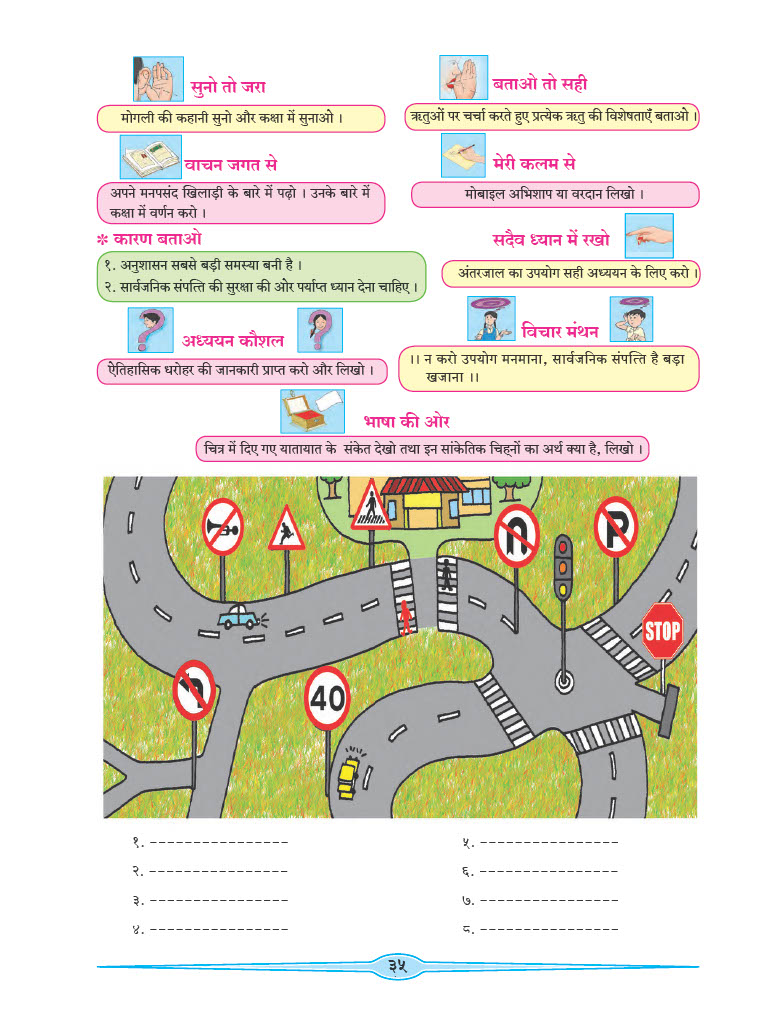 सुनो तो जरा
मोगली की कहानी सुनो और कक्षा में सुनाओ ।
बताओ तो सही
ऋतुओं पर चर्चा करते हुए प्रत्येक ऋतु की विशेषताएँ बताओ ।
वाचन जगत से
अपने मनपसंद खिलाड़ी के बारे में पढ़ो । उनके बारे में
कक्षा में वर्णन करो ।
मेरी कलम से
मोबाइल अभिशाप या वरदान लिखो ।
* कारण बताओ
१. अनुशासन सबसे बड़ी समस्या बनी है ।
२. सार्वजनिक संपत्ति की सुरक्षा की ओर पर्याप्त ध्यान देना चाहिए ।
सदैव ध्यान में रखो
अंतरजाल का उपयोग सही अध्ययन के लिए करो ।
अध्ययन कौशल
ऐतिहासिक धरोहर की जानकारी प्राप्त करो और लिखो ।
विचार मंथन
।। न करो उपयोग मनमाना, सार्वजनिक संपत्ति है बड़ा
खजाना ।।
भाषा की ओर
चित्र में दिए गए यातायात के संकेत देखो तथा इन सांकेतिक चिह्नों का अर्थ क्या है, लिखो ।
P
STOP
40
१. ----------------
२. ----------------
३. ----------------
४. ----------------
५. ----------------
६. ----------------
७. ----------------
८. ----------------
३५